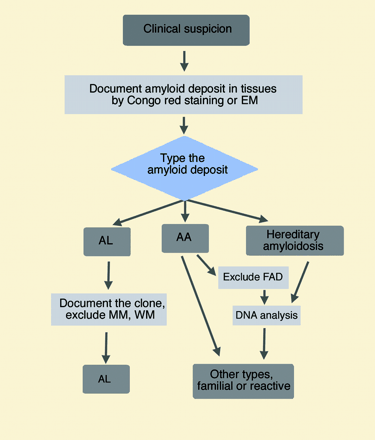 Clinical suspicion
Document amyloid deposit in tissues
by Congo red staining or EM
Type the
amyloid deposit
AL
AA
Hereditary
amyloidosis
Exclude FAD
Document the clone,
exclude MM, WM
DNA analysis
AL
Other types,
familial or reactive